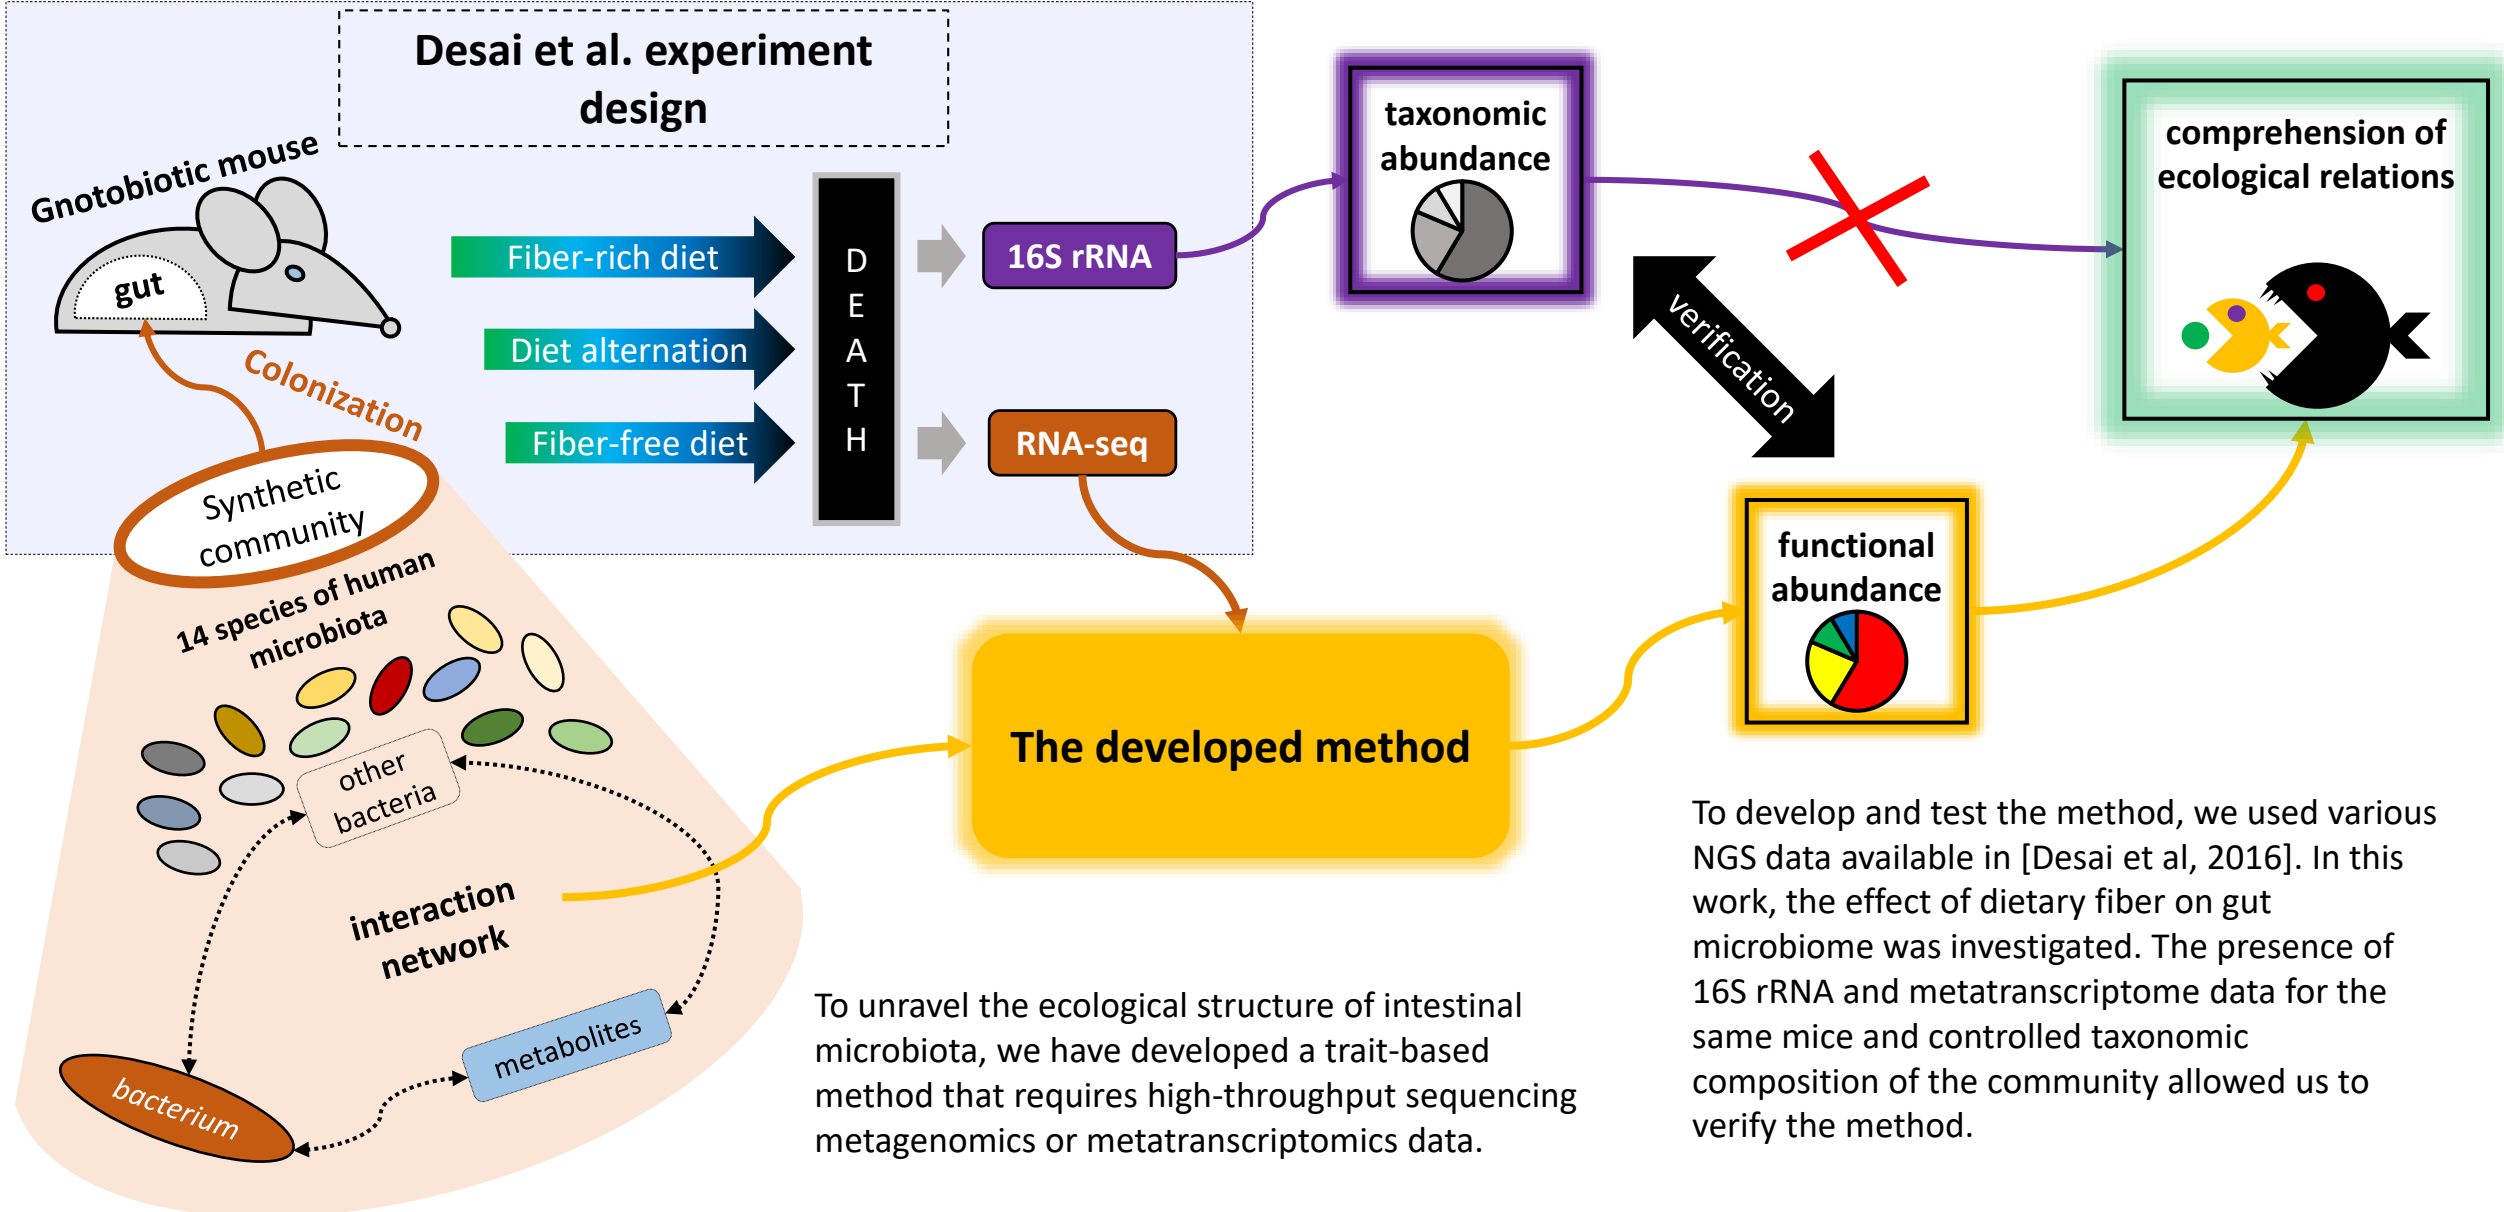 Desai et al. experiment
design
Gnotobiotic mouse
gut
Colonization
Fiber-rich diet
Diet alternation
Fiber-free diet
D
E
A
T
H
16S rRNA
RNA-seq
taxonomic
abundance
verification
comprehension of
ecological relations
functional
abundance
Synthetic
community
14 species of human
microbiota
other
bacteria
interaction
network
metabolites
bacterium
The developed method
To unravel the ecological structure of intestinal
microbiota, we have developed a trait-based
method that requires high-throughput sequencing
metagenomics or metatranscriptomics data.
To develop and test the method, we used various
NGS data available in [Desai et al, 2016]. In this
work, the effect of dietary fiber on gut
microbiome was investigated. The presence of
16S rRNA and metatranscriptome data for the
same mice and controlled taxonomic
composition of the community allowed us to
verify the method.